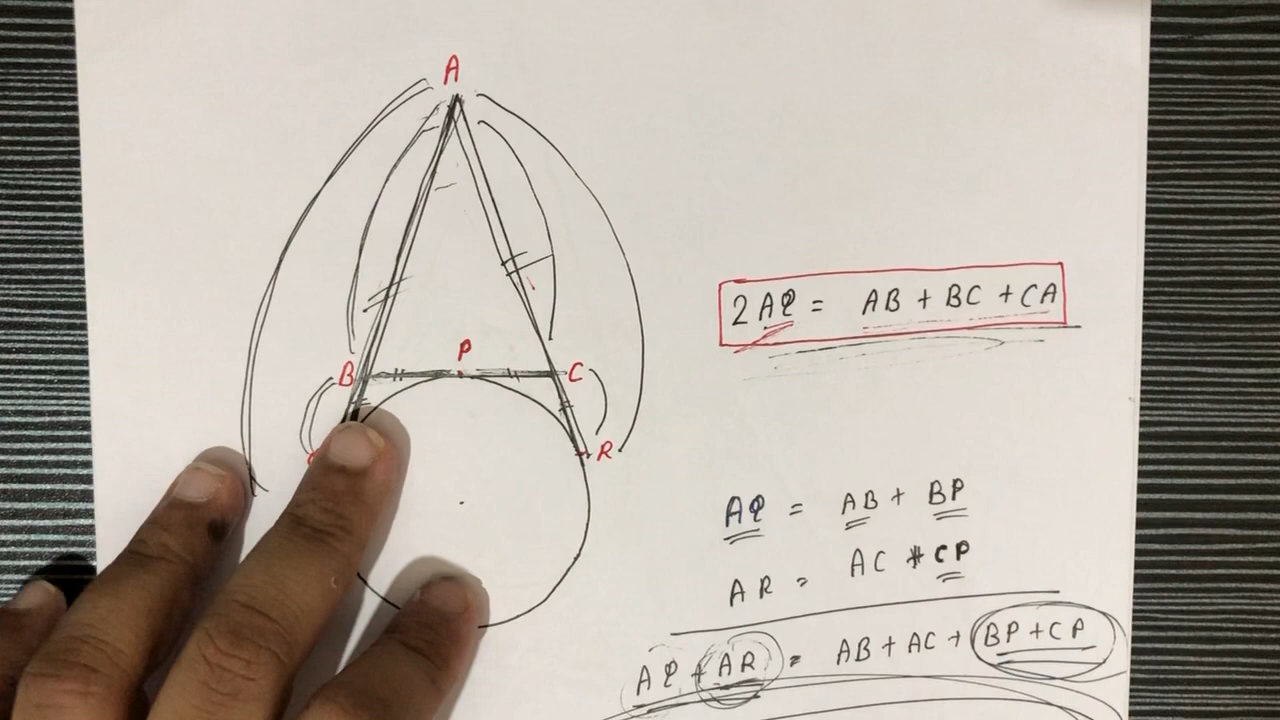 A
B
P
C
R
2AQ = AB + BC + CA
AQ = AB + BP
AR = AC + CP
AQ + AR = AB + AC + BP + CP